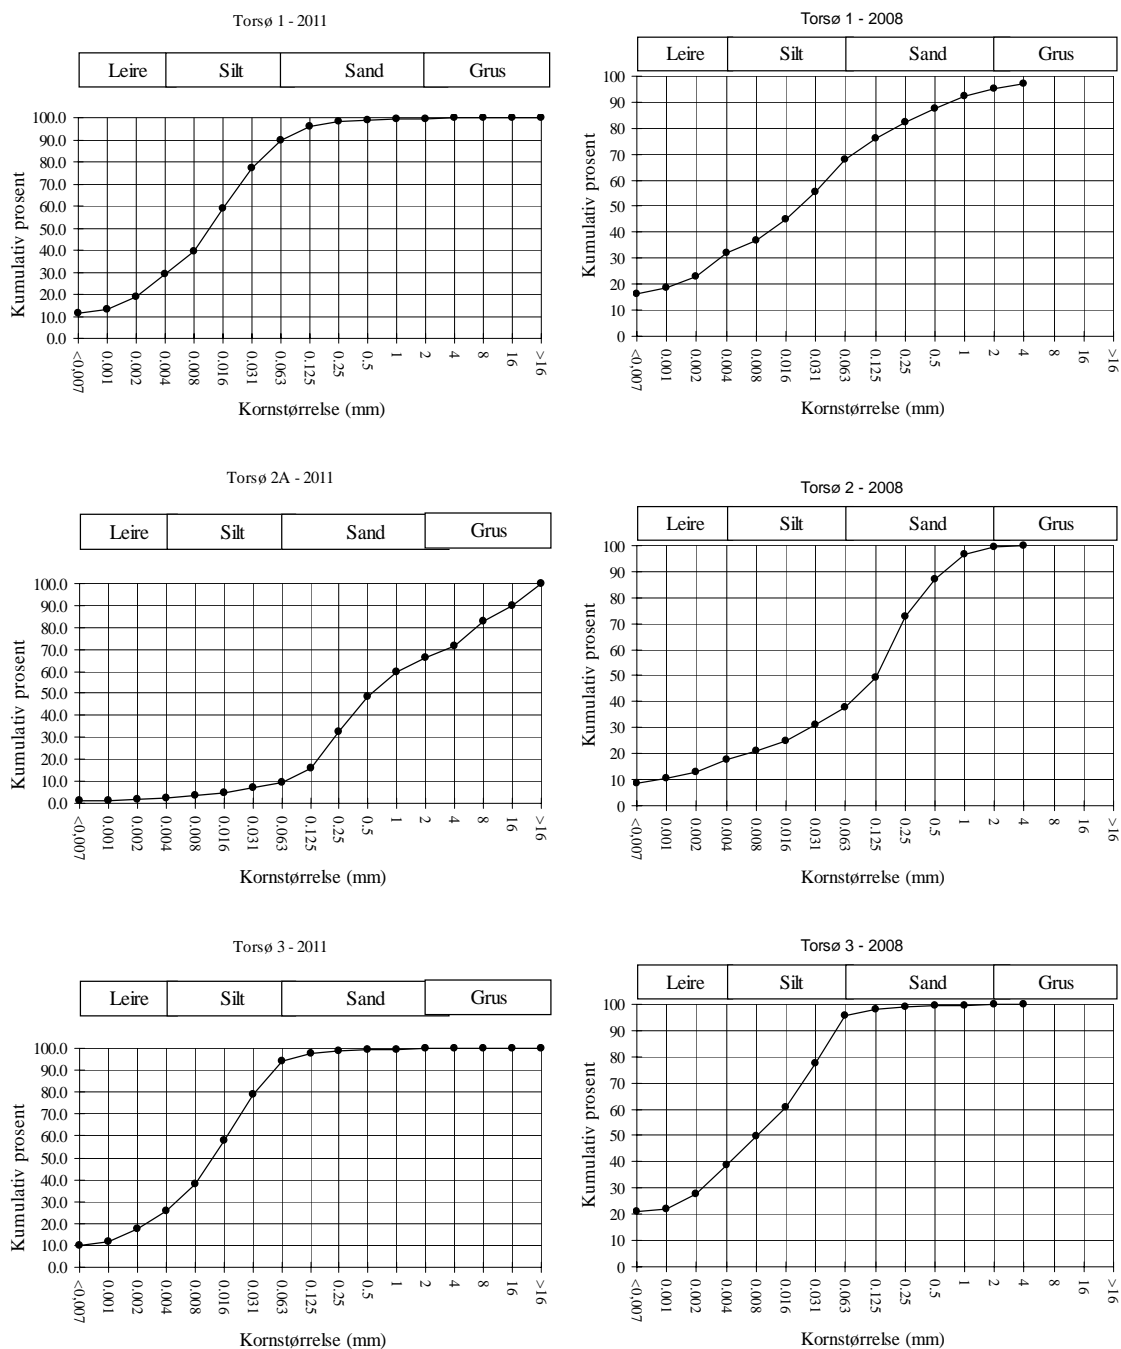 Torsø 1 - 2011
Leire Silt Sand Grus
100.0
90.0
80.0
70.0
60.0
50.0
40.0
30.0
20.0
10.0
0.0
Kumulativ prosent
<0,007 0.001 0.002 0.004 0.008 0.016 0.031 0.063 0.125 0.25 0.5 1 2 4 8 16 >16
Kornstørrelse (mm)
Torsø 1 - 2008
Leire Silt Sand Grus
100
90
80
70
60
50
40
30
20
10
0
Kumulativ prosent
<0,007 0.001 0.002 0.004 0.008 0.016 0.031 0.063 0.125 0.25 0.5 1 2 4 8 16 >16
Kornstørrelse (mm)
Torsø 2A - 2011
Leire Silt Sand Grus
100.0
90.0
80.0
70.0
60.0
50.0
40.0
30.0
20.0
10.0
0.0
Kumulativ prosent
<0,007 0.001 0.002 0.004 0.008 0.016 0.031 0.063 0.125 0.25 0.5 1 2 4 8 16 >16
Kornstørrelse (mm)
Torsø 2 - 2008
Leire Silt Sand Grus
100
90
80
70
60
50
40
30
20
10
0
Kumulativ prosent
<0,007 0.001 0.002 0.004 0.008 0.016 0.031 0.063 0.125 0.25 0.5 1 2 4 8 16 >16
Kornstørrelse (mm)
Torsø 3 - 2011
Leire Silt Sand Grus
100.0
90.0
80.0
70.0
60.0
50.0
40.0
30.0
20.0
10.0
0.0
Kumulativ prosent
<0,007 0.001 0.002 0.004 0.008 0.016 0.031 0.063 0.125 0.25 0.5 1 2 4 8 16 >16
Kornstørrelse (mm)
Torsø 3 - 2008
Leire Silt Sand Grus
100
90
80
70
60
50
40
30
20
10
0
Kumulativ prosent
<0,007 0.001 0.002 0.004 0.008 0.016 0.031 0.063 0.125 0.25 0.5 1 2 4 8 16 >16
Kornstørrelse (mm)